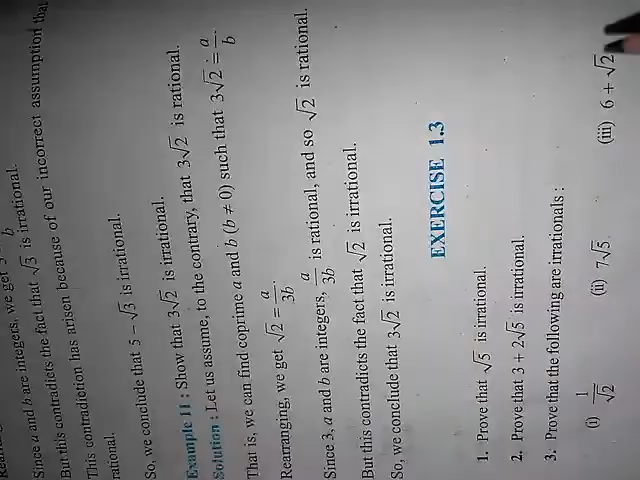 Since a and b are integers, we get
Since a and b are integers, we get
But this contradicts the fact that √3 is irrational.
This contradiction has arisen because of our incorrect assumption that
rational.
So, we conclude that 5 – √3 is irrational.
Example 11 : Show that 3√2 is irrational.
Solution : Let us assume, to the contrary, that 3√2 is rational.
That is, we can find coprime a and b (b ≠ 0) such that 3√2 = a/b.
Rearranging, we get √2 = a/3b.
Since 3, a and b are integers, a/3b is rational, and so √2 is rational.
But this contradicts the fact that √2 is irrational.
So, we conclude that 3√2 is irrational.
EXERCISE 1.3
1. Prove that √5 is irrational.
2. Prove that 3 + 2√5 is irrational.
3. Prove that the following are irrationals :
(i) 1/√2 (ii) 7√5 (iii) 6 + √2